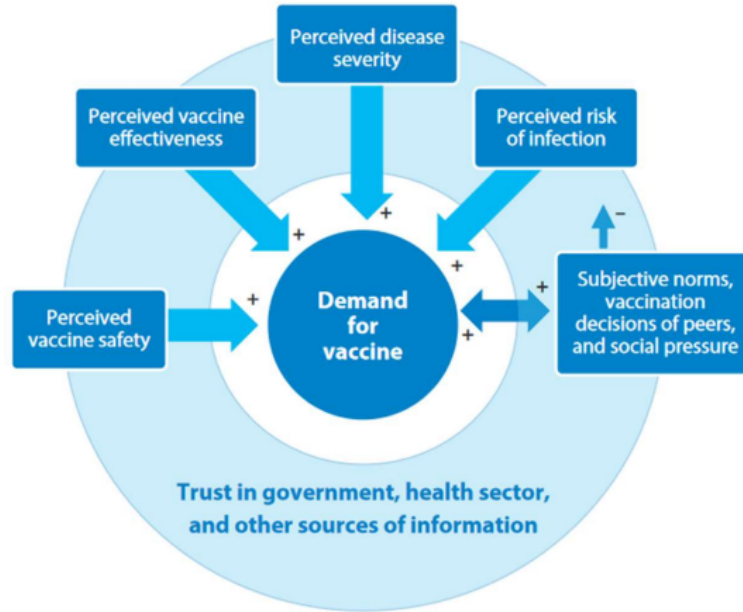 Perceived disease
severity
Perceived vaccine
effectiveness
Perceived risk
of infection
+
+
+
−
Perceived
vaccine safety
+
Demand
for
vaccine
+
+
Subjective norms,
vaccination
decisions of peers,
and social pressure
Trust in government, health sector,
and other sources of information